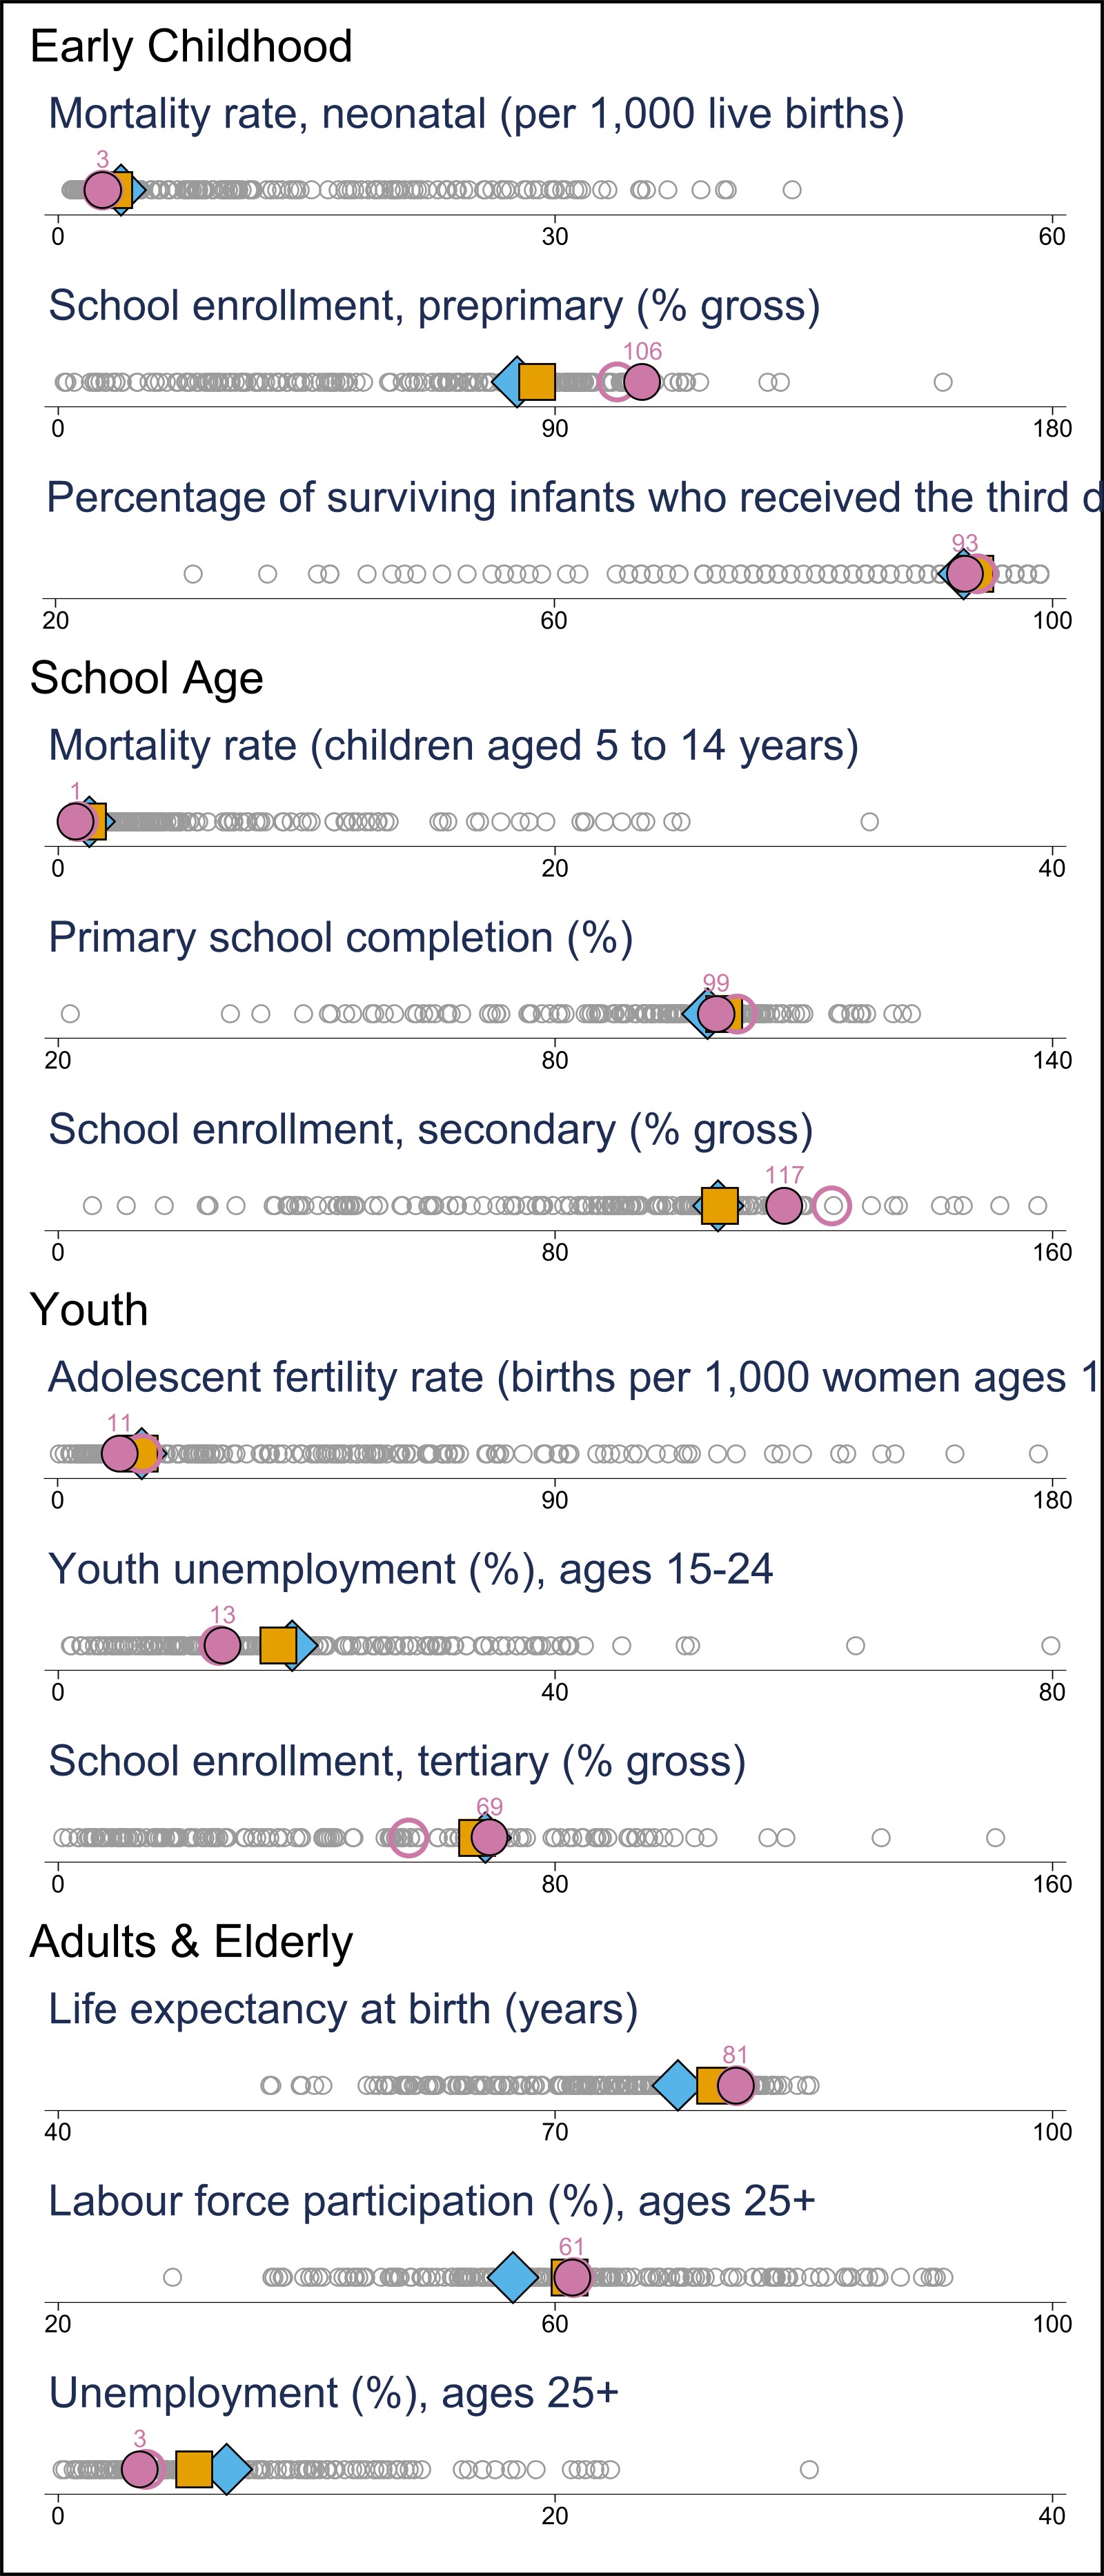 Early Childhood
Mortality rate, neonatal (per 1,000 live births)
3
0 30 60
School enrollment, preprimary (% gross)
106
0 90 180
Percentage of surviving infants who received the third d
93
20 60 100
School Age
Mortality rate (children aged 5 to 14 years)
1
0 20 40
Primary school completion (%)
99
20 80 140
School enrollment, secondary (% gross)
117
0 80 160
Youth
Adolescent fertility rate (births per 1,000 women ages 1
11
0 90 180
Youth unemployment (%), ages 15-24
13
0 40 80
School enrollment, tertiary (% gross)
69
0 80 160
Adults & Elderly
Life expectancy at birth (years)
81
40 70 100
Labour force participation (%), ages 25+
61
20 60 100
Unemployment (%), ages 25+
3
0 20 40